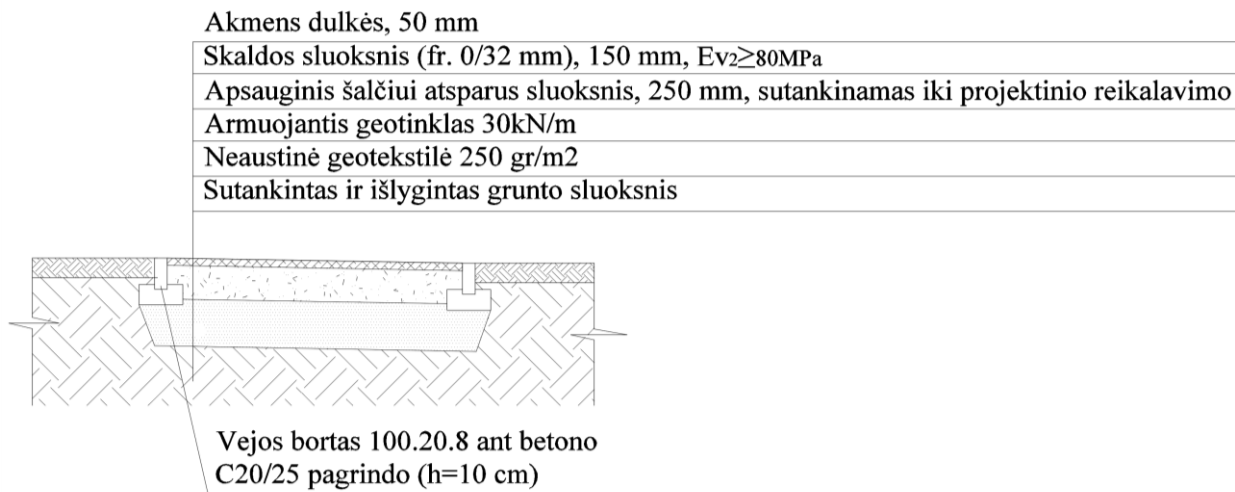 Akmens dulkės, 50 mm
Skaldos sluoksnis (fr. 0/32 mm), 150 mm, Ev2≥80MPa
Apsauginis šalčiui atsparus sluoksnis, 250 mm, sutankinamas iki projektinio reikalavimo
Armuojantis geotinklas 30kN/m
Neaustinė geotekstilė 250 gr/m2
Sutankintas ir išlygintas grunto sluoksnis
Vejos bortas 100.20.8 ant betono
C20/25 pagrindo (h=10 cm)